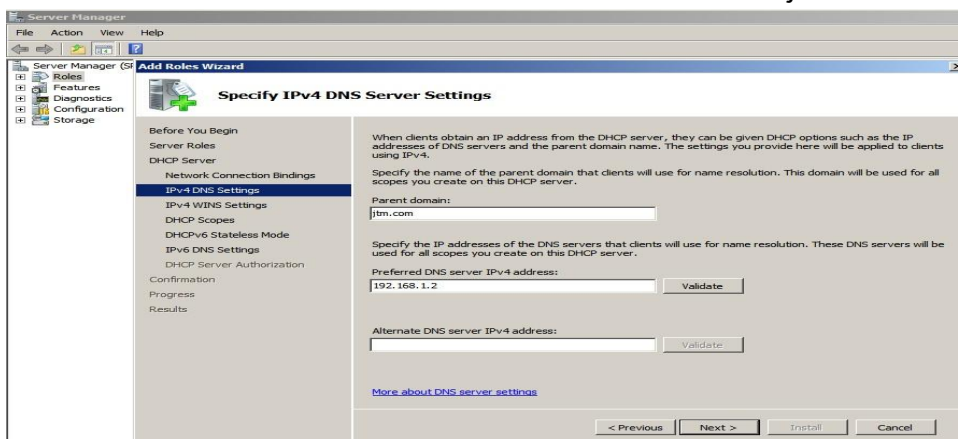 Server Manager
File Action View Help
Server Manager (SF
Roles
Features
Diagnostics
Configuration
Storage
Add Roles Wizard
Specify IPv4 DNS Server Settings
Before You Begin
Server Roles
DHCP Server
Network Connection Bindings
IPv4 DNS Settings
IPv4 WINS Settings
DHCP Scopes
DHCPv6 Stateless Mode
IPv6 DNS Settings
DHCP Server Authorization
Confirmation
Progress
Results
When clients obtain an IP address from the DHCP server, they can be given DHCP options such as the IP
addresses of DNS servers and the parent domain name. The settings you provide here will be applied to clients
using IPv4.
Specify the name of the parent domain that clients will use for name resolution. This domain will be used for all
scopes you create on this DHCP server.
Parent domain:
jtm.com
Specify the IP addresses of the DNS servers that clients will use for name resolution. These DNS servers will be
used for all scopes you create on this DHCP server.
Preferred DNS server IPv4 address:
192.168.1.2 Validate
Alternate DNS server IPv4 address:
Validate
More about DNS server settings
< Previous Next > Install Cancel